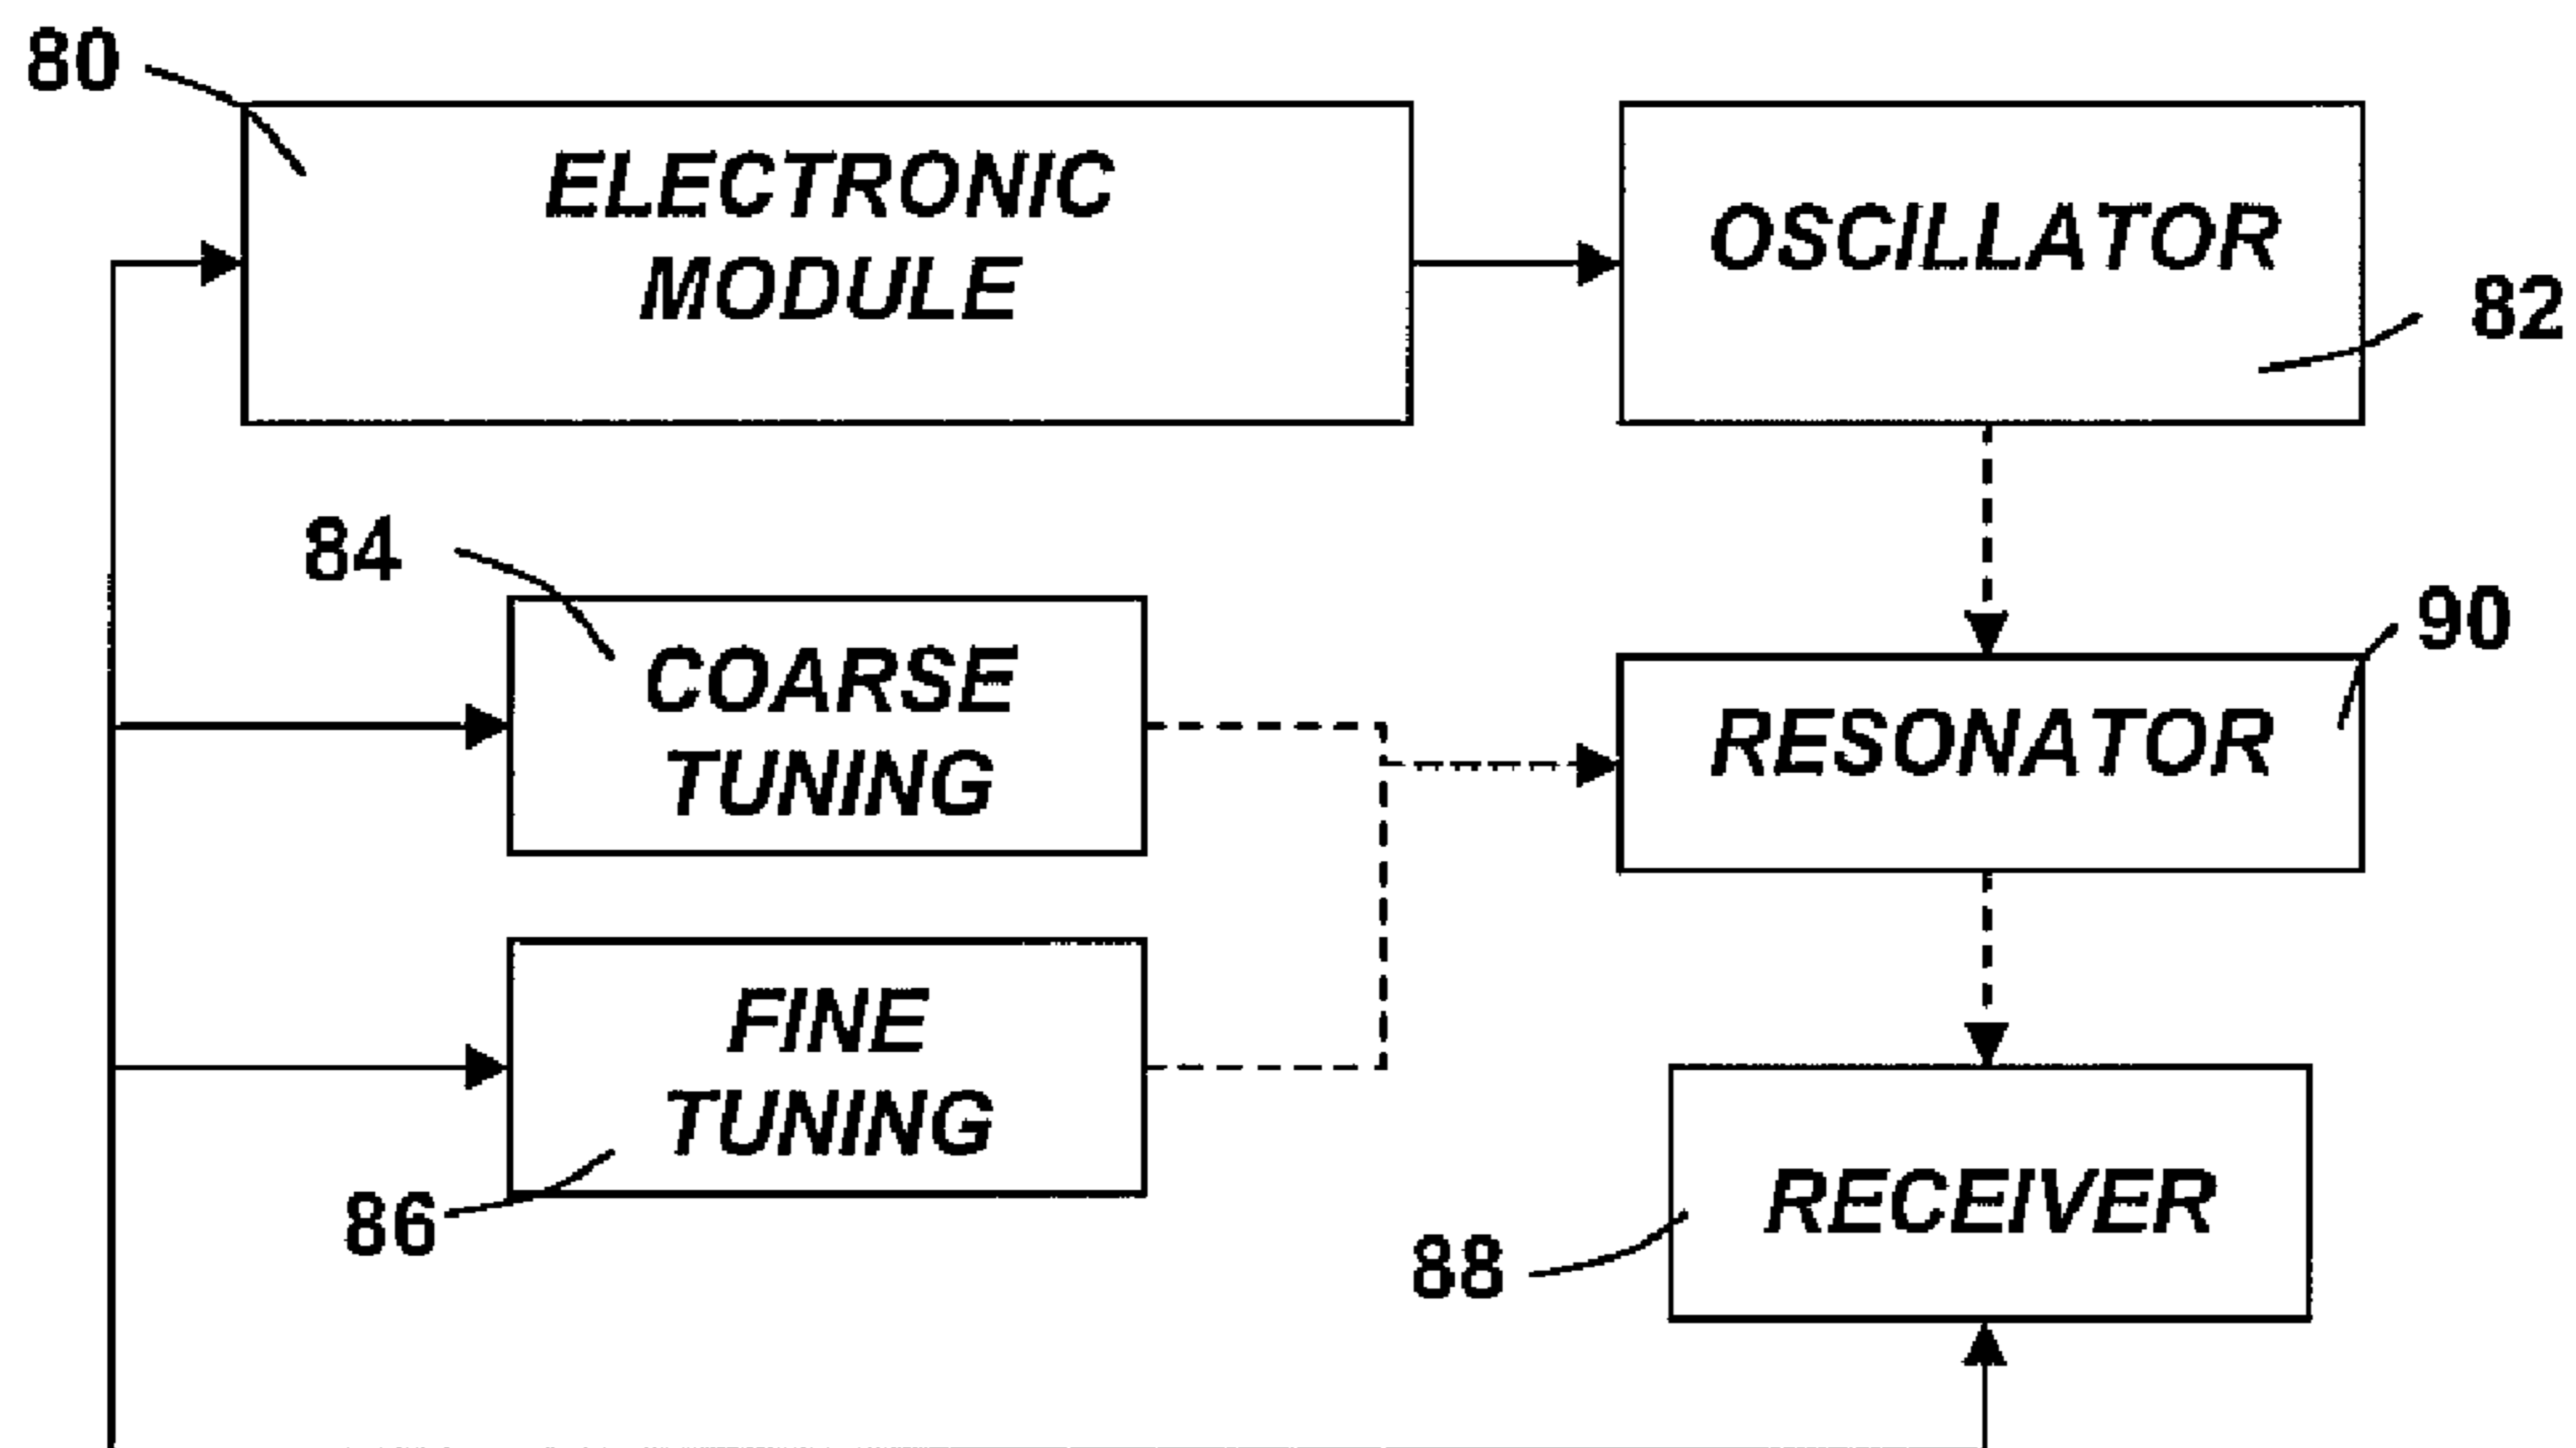 80
ELECTRONIC
MODULE
OSCILLATOR
82
84
COARSE
TUNING
90
RESONATOR
FINE
TUNING
86
RECEIVER
88